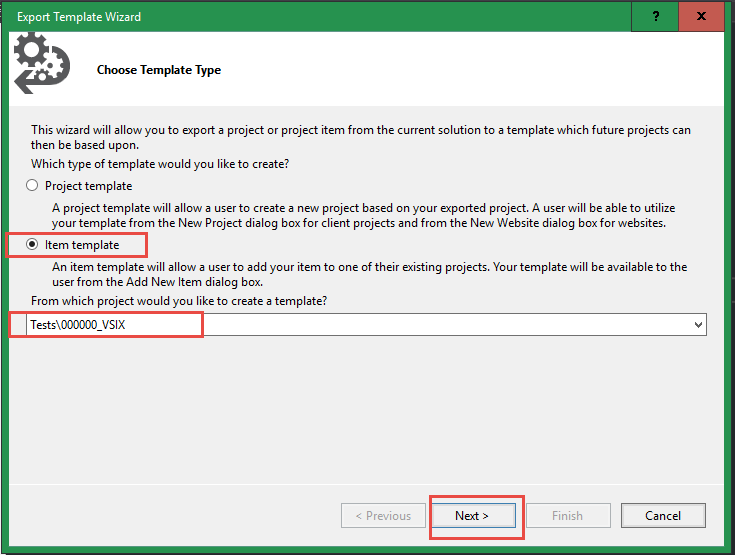 Export Template Wizard
? X
Choose Template Type
This wizard will allow you to export a project or project item from the current solution to a template which future projects can
then be based upon.
Which type of template would you like to create?
Project template
A project template will allow a user to create a new project based on your exported project. A user will be able to utilize
your template from the New Project dialog box for client projects and from the New Website dialog box for websites.
Item template
An item template will allow a user to add your item to one of their existing projects. Your template will be available to the
user from the Add New Item dialog box.
From which project would you like to create a template?
Tests\000000_VSIX
< Previous Next > Finish Cancel